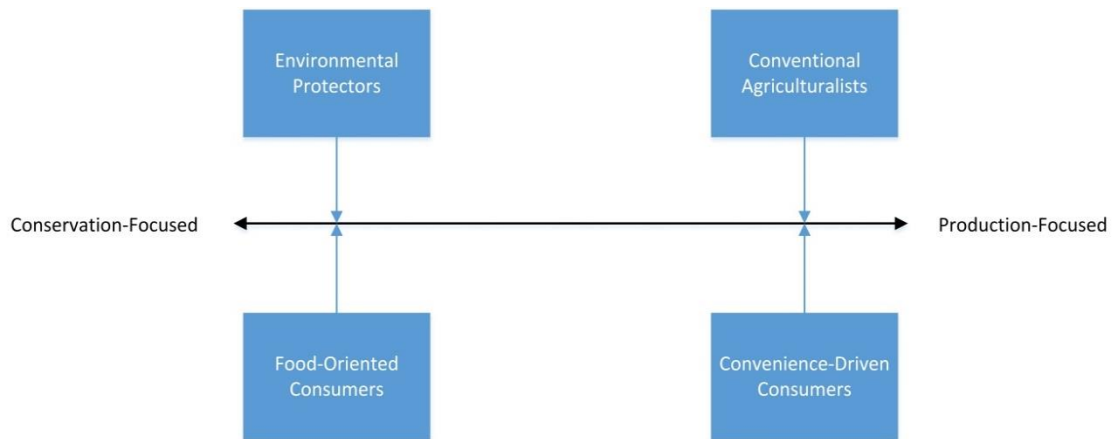 Environmental
Protectors
Conventional
Agriculturalists
Conservation-Focused
Production-Focused
Food-Oriented
Consumers
Convenience-Driven
Consumers